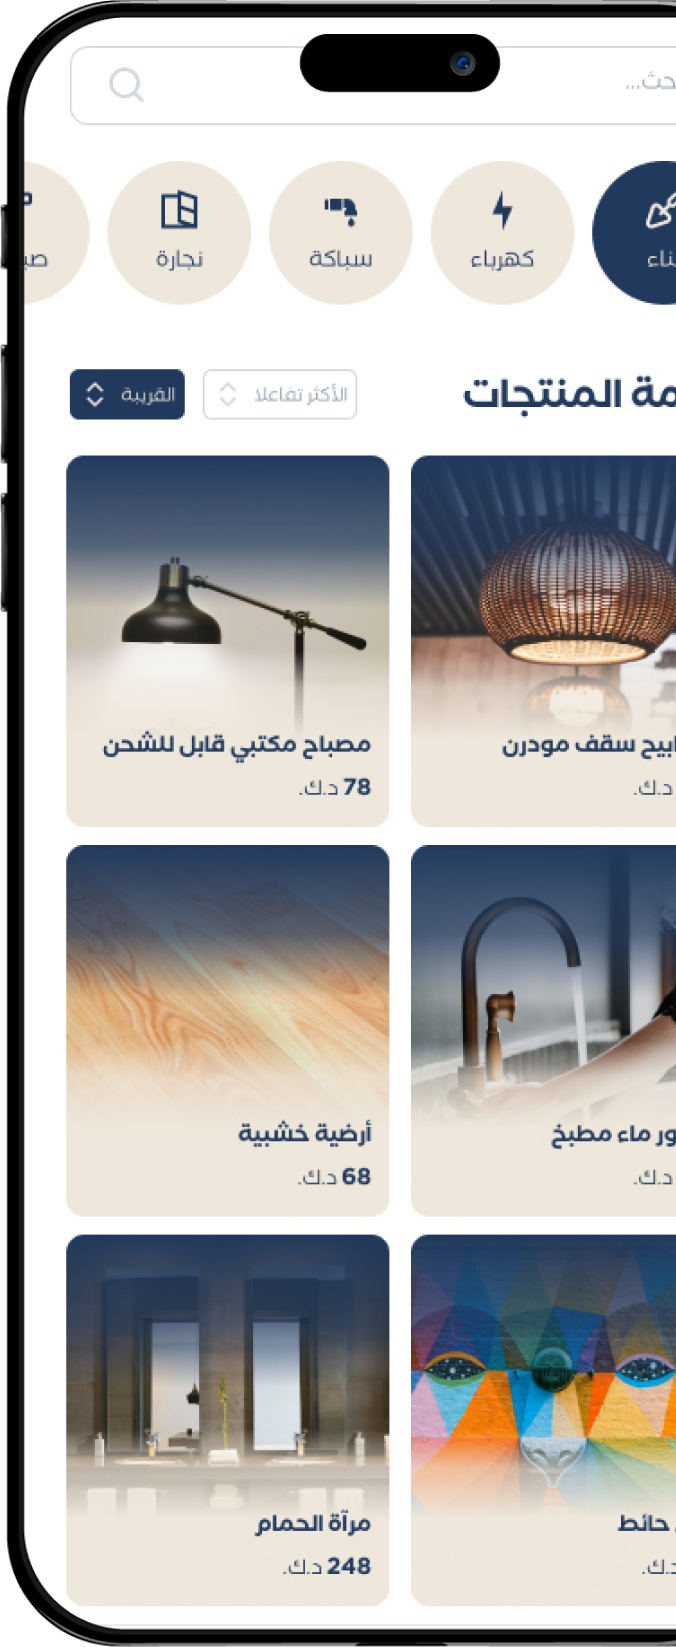 كهرباء
سباكة
نجارة
المنتجات
الأكثر تفاعلا
القريبة
سقف مودرن
د.ك.
مصباح مكتبي قابل للشحن
78 د.ك.
ماء مطبخ
د.ك.
أرضية خشبية
68 د.ك.
حائط
د.ك.
مرآة الحمام
248 د.ك.